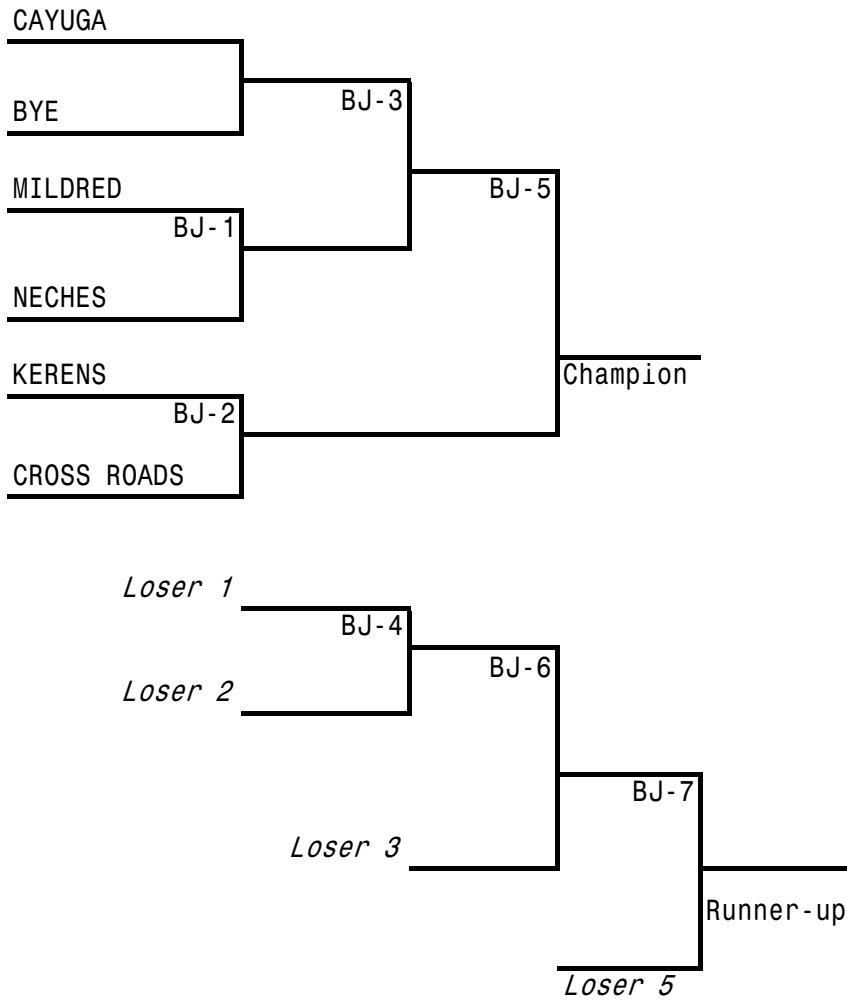 CAYUGA
BJ-3
BYE
MILDRED
BJ-5
BJ-1
NECHES
KERENS
Champion
BJ-2
CROSS ROADS
Loser 1
BJ-4
BJ-6
Loser 2
BJ-7
Loser 3
Runner-up
Loser 5